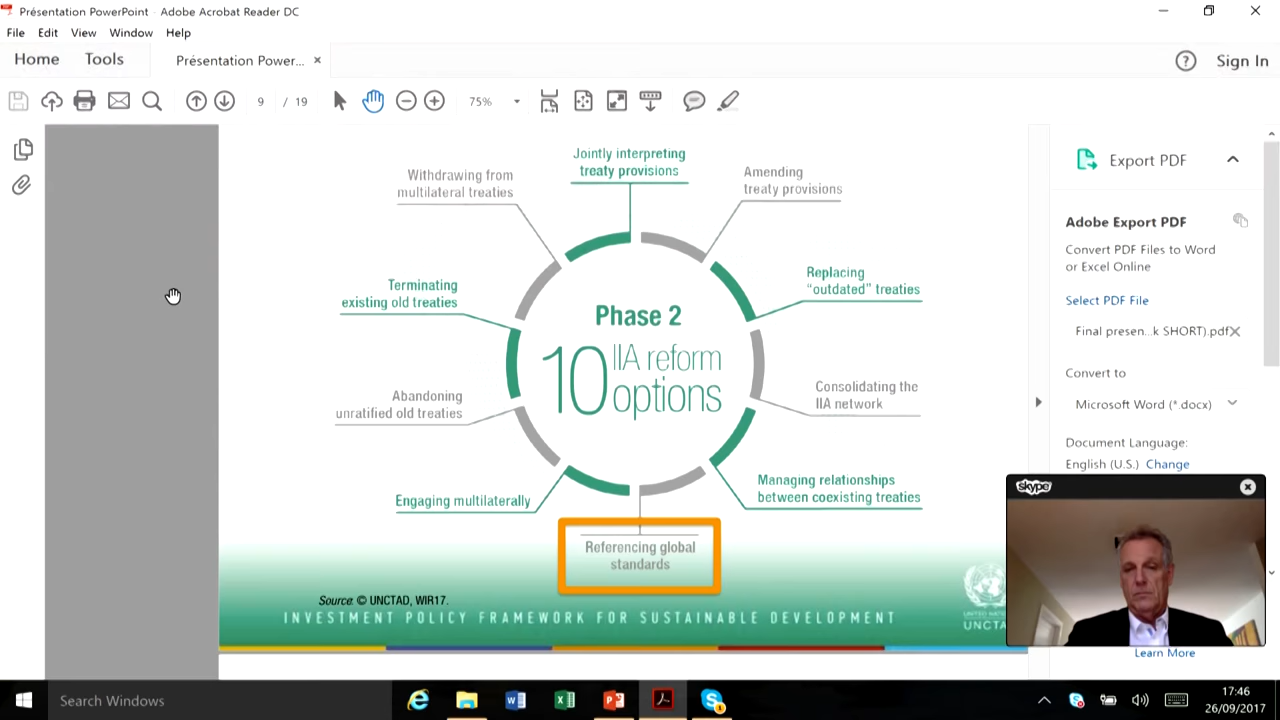 Présentation PowerPoint - Adobe Acrobat Reader DC
File Edit View Window Help
Home Tools Présentation Power... × Sign In
9 / 19 75%
Jointly interpreting
treaty provisions
Withdrawing from
multilateral treaties
Amending
treaty provisions
Terminating
existing old treaties
Replacing
“outdated” treaties
Phase 2
10 IIA reform
options
Abandoning
unratified old treaties
Consolidating the
IIA network
Engaging multilaterally
Managing relationships
between coexisting treaties
Referencing global
standards
Source: © UNCTAD, WIR17.
INVESTMENT POLICY FRAMEWORK FOR SUSTAINABLE DEVELOPMENT
UNCTA
Export PDF
Adobe Export PDF
Convert PDF Files to Word
or Excel Online
Select PDF File
Final presen...k SHORT).pdf
Convert to
Microsoft Word (*.docx)
Document Language:
English (U.S.) Change
skype
Learn More
Search Windows
17:46
26/09/2017